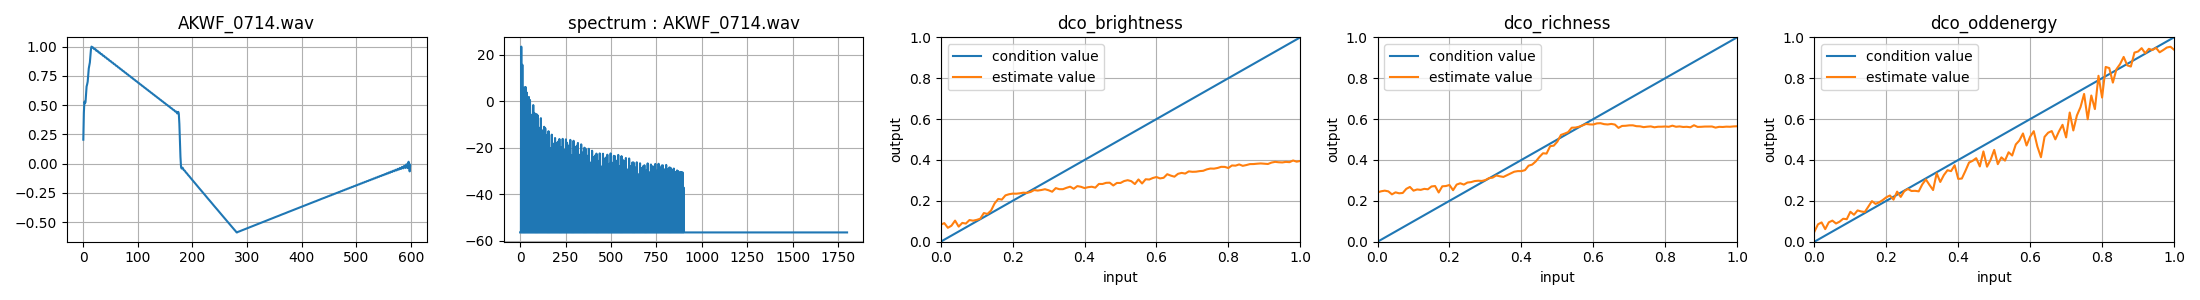 AKWF_0714.wav
1.00
0.75
0.50
0.25
0.00
−0.25
−0.50
0 100 200 300 400 500 600
spectrum : AKWF_0714.wav
20
0
−20
−40
−60
0 250 500 750 1000 1250 1500 1750
dco_brightness
condition value
estimate value
output
1.0
0.8
0.6
0.4
0.2
0.0
0.0 0.2 0.4 0.6 0.8 1.0
input
dco_richness
condition value
estimate value
output
1.0
0.8
0.6
0.4
0.2
0.0
0.0 0.2 0.4 0.6 0.8 1.0
input
dco_oddenergy
condition value
estimate value
output
1.0
0.8
0.6
0.4
0.2
0.0
0.0 0.2 0.4 0.6 0.8 1.0
input